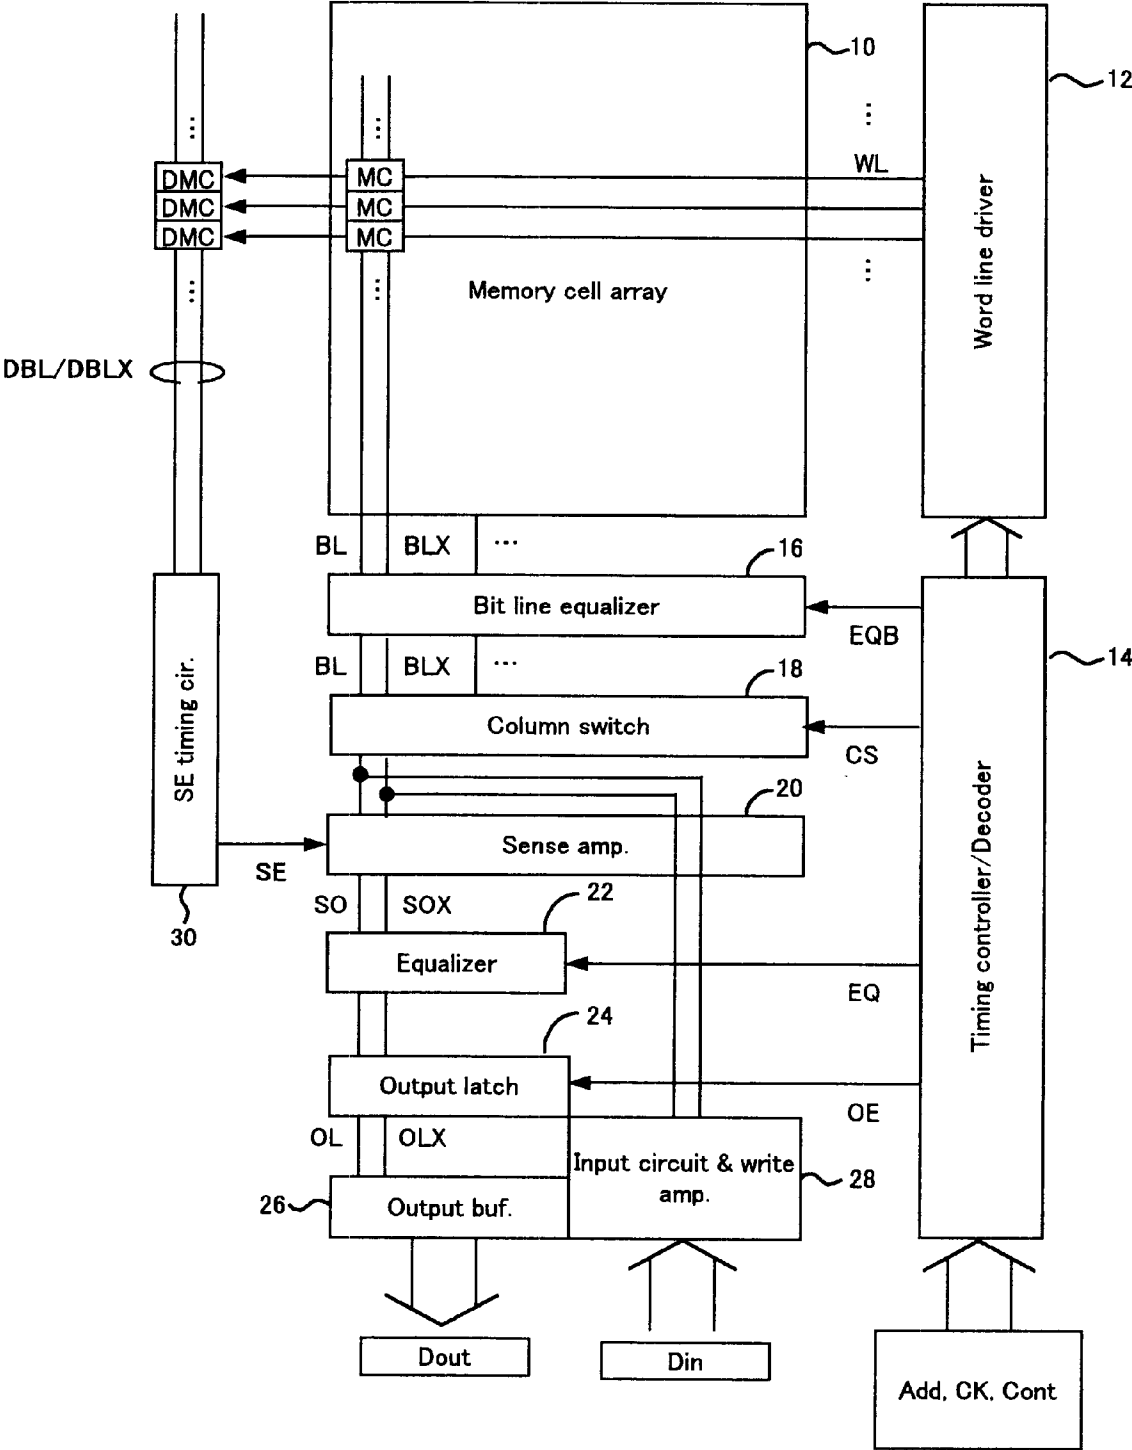 10
12
WL
DMC MC
DMC MC
DMC MC
Word line driver
Memory cell array
DBL/DBLX
BL BLX ...
16
Bit line equalizer
EQB
BL BLX ...
14
18
Column switch
CS
SE timing cir.
20
Sense amp.
SE
Timing controller/Decoder
SO SOX
22
30
Equalizer
EQ
24
Output latch
OE
OL OLX
Input circuit & write
amp.
28
26
Output buf.
Dout
Din
Add, CK, Cont